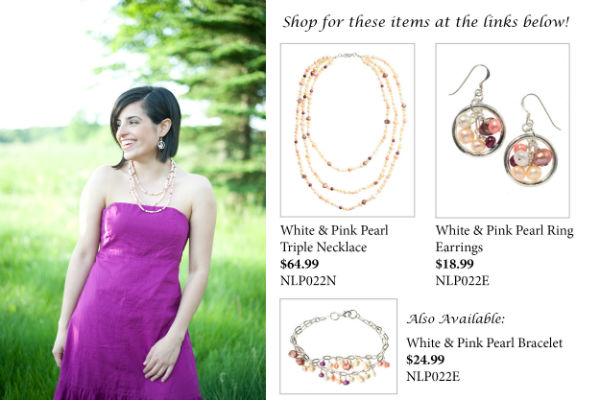 Shop for these items at the links below!
White & Pink Pearl
Triple Necklace
$64.99
NLP022N
White & Pink Pearl Ring
Earrings
$18.99
NLP022E
Also Available:
White & Pink Pearl Bracelet
$24.99
NLP022E